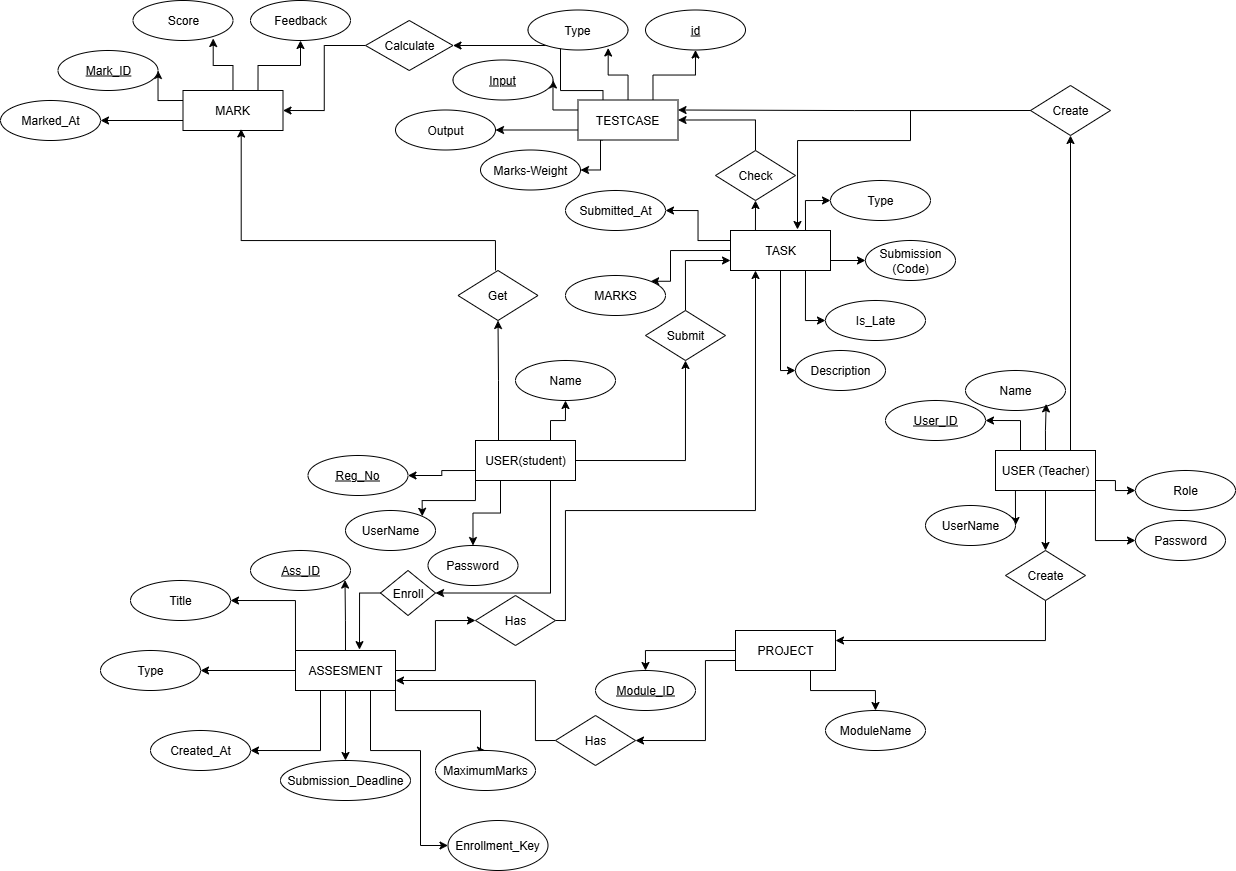 Score
Feedback
Type
id
Calculate
Mark_ID
Input
MARK
Marked_At
TESTCASE
Create
Output
Marks-Weight
Check
Type
Submitted_At
TASK
Submission
(Code)
Get
MARKS
Is_Late
Submit
Description
Name
Name
User_ID
USER(student)
USER (Teacher)
Reg_No
Role
UserName
UserName
Password
Password
Ass_ID
Create
Enroll
Title
Has
PROJECT
ASSESMENT
Type
Module_ID
ModuleName
Has
Created_At
MaximumMarks
Submission_Deadline
Enrollment_Key